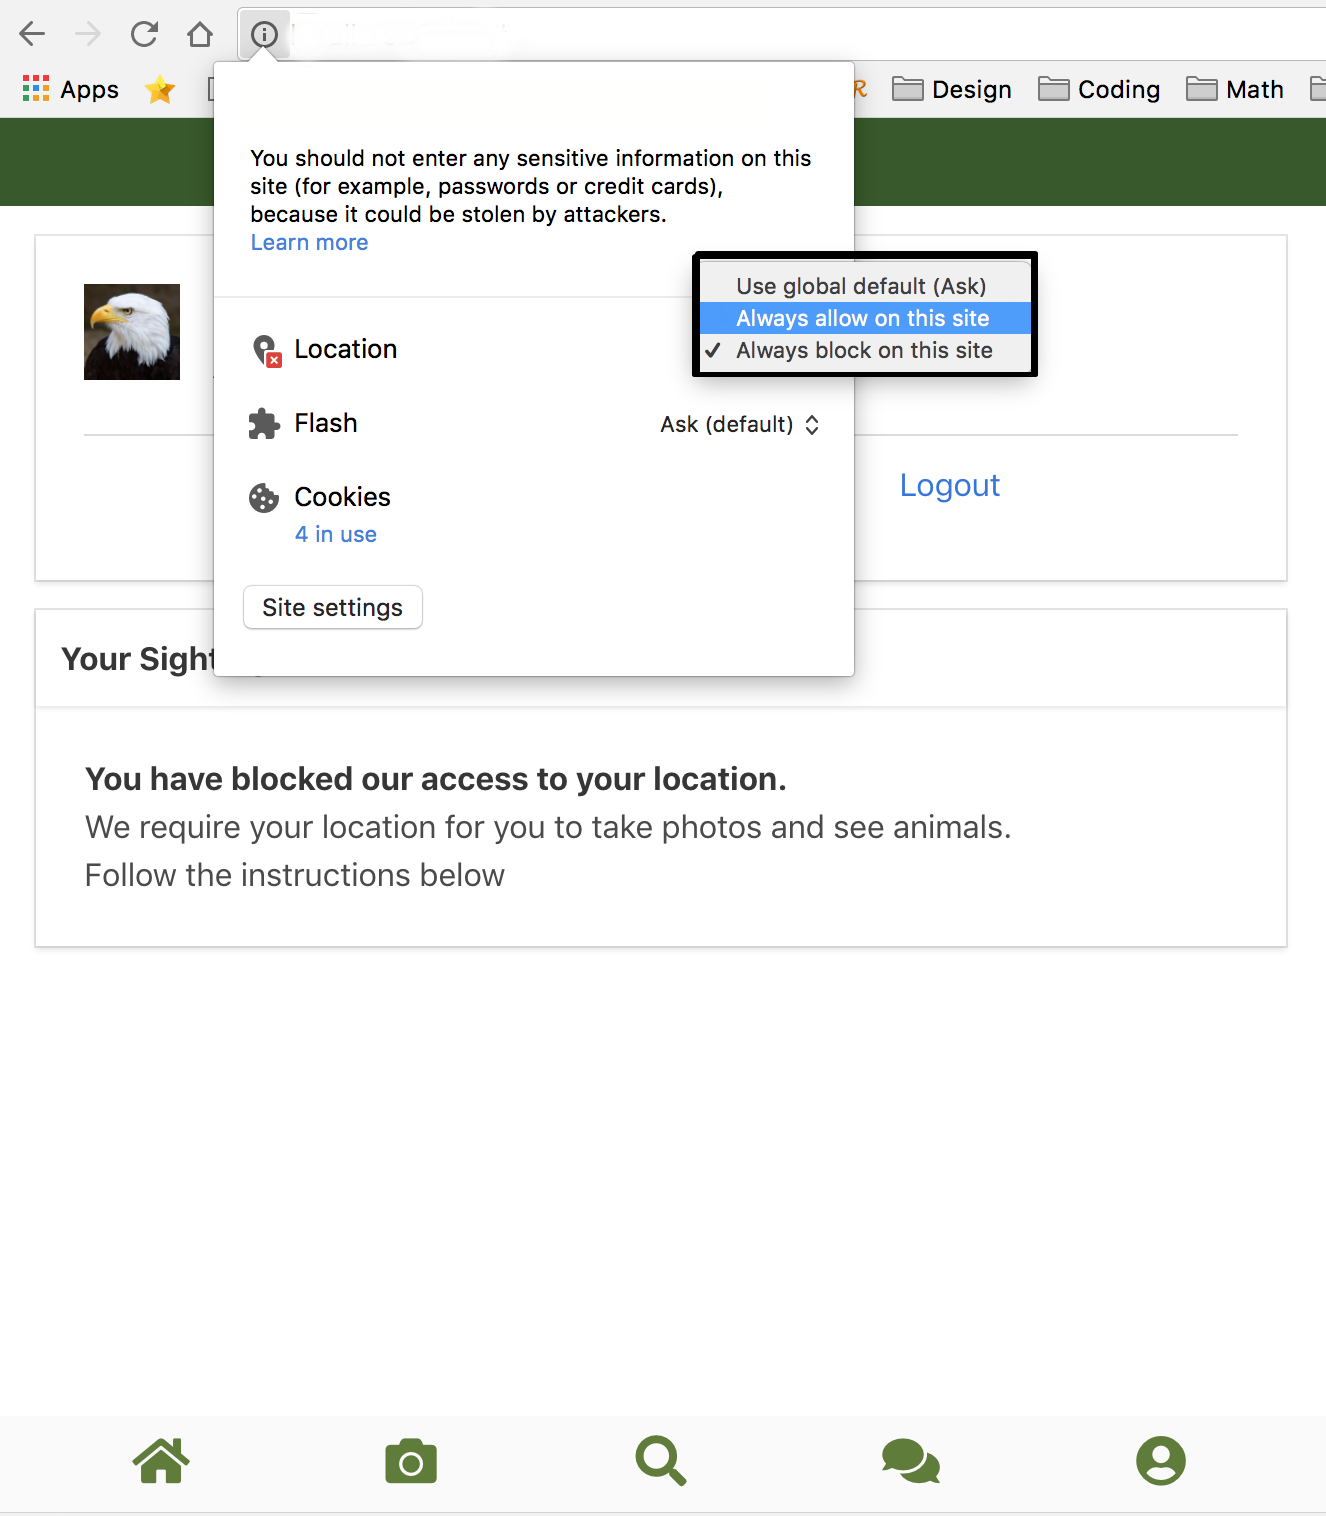 Apps
Design
Coding
Math
You should not enter any sensitive information on this
site (for example, passwords or credit cards),
because it could be stolen by attackers.
Learn more
Use global default (Ask)
Always allow on this site
✓ Always block on this site
Location
Flash
Ask (default)
Cookies
4 in use
Logout
Site settings
Your Sight
You have blocked our access to your location.
We require your location for you to take photos and see animals.
Follow the instructions below